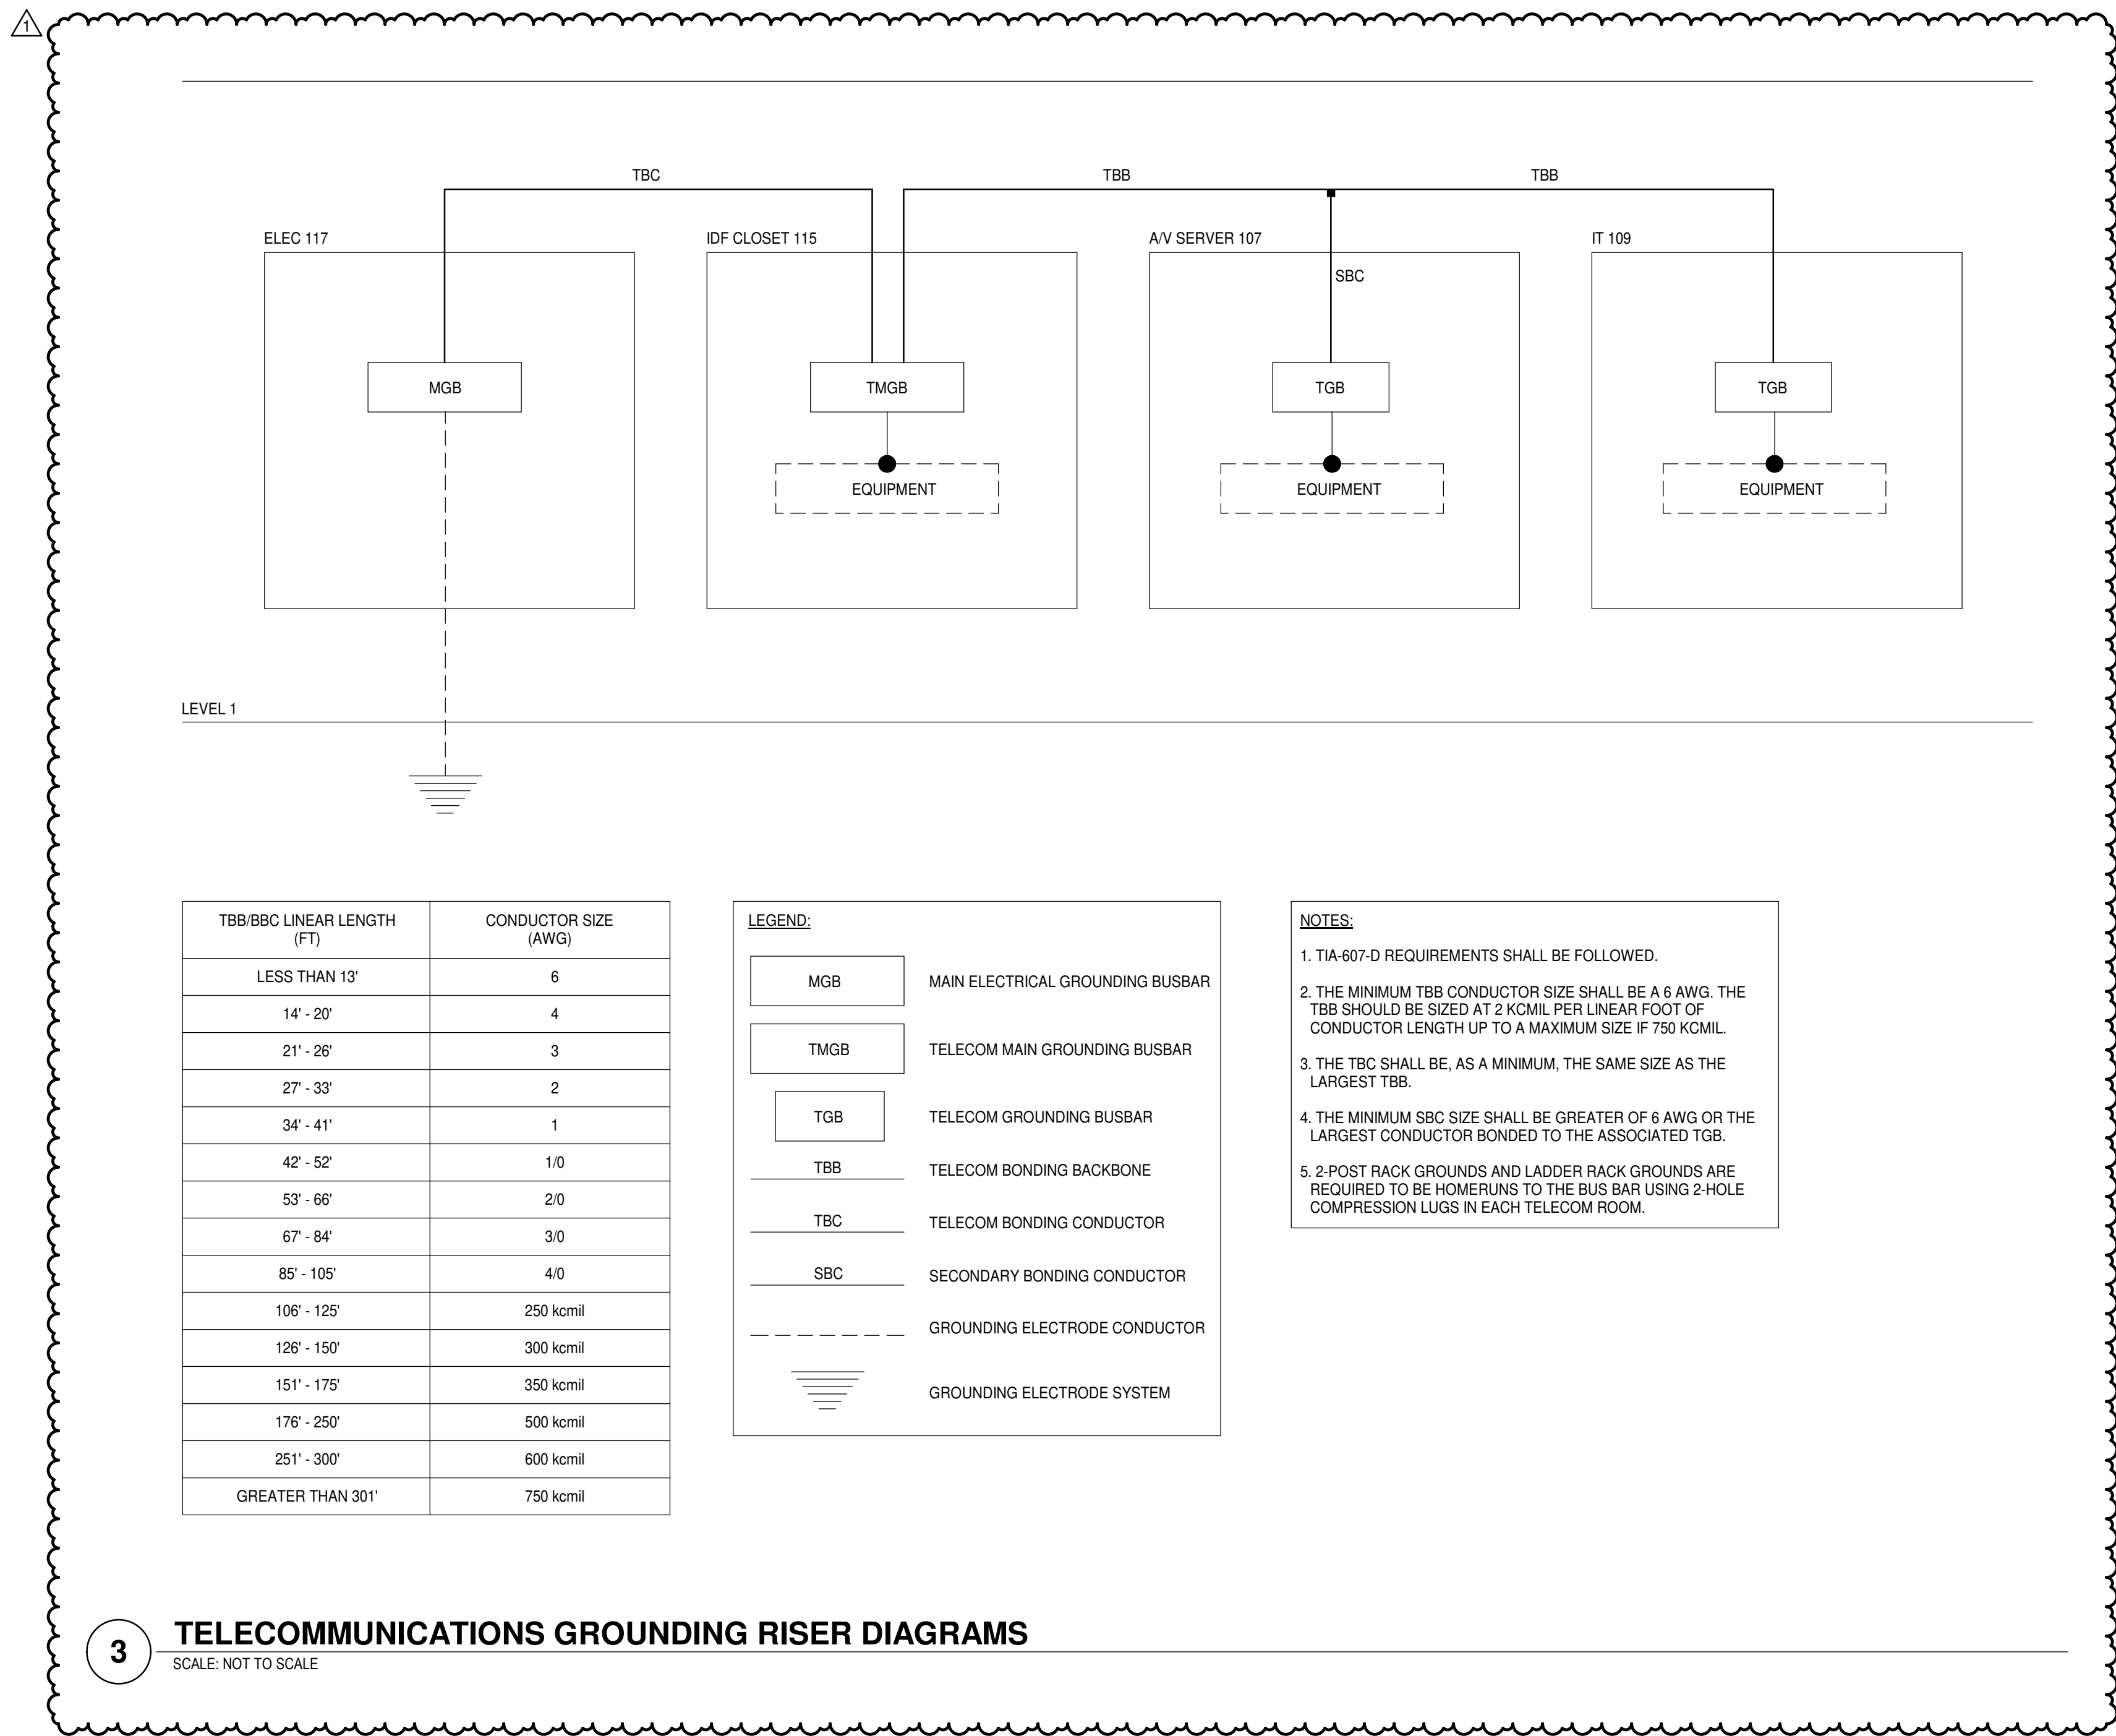 1
TBC
TBB
TBB
ELEC 117
IDF CLOSET 115
A/V SERVER 107
IT 109
SBC
MGB
TMGB
TGB
TGB
EQUIPMENT
EQUIPMENT
EQUIPMENT
LEVEL 1
TBB/BBC LINEAR LENGTH
(FT)
CONDUCTOR SIZE
(AWG)
LESS THAN 13' 6
14' - 20' 4
21' - 26' 3
27' - 33' 2
34' - 41' 1
42' - 52' 1/0
53' - 66' 2/0
67' - 84' 3/0
85' - 105' 4/0
106' - 125' 250 kcmil
126' - 150' 300 kcmil
151' - 175' 350 kcmil
176' - 250' 500 kcmil
251' - 300' 600 kcmil
GREATER THAN 301' 750 kcmil
LEGEND:
MGB MAIN ELECTRICAL GROUNDING BUSBAR
TMGB TELECOM MAIN GROUNDING BUSBAR
TGB TELECOM GROUNDING BUSBAR
TBB TELECOM BONDING BACKBONE
TBC TELECOM BONDING CONDUCTOR
SBC SECONDARY BONDING CONDUCTOR
GROUNDING ELECTRODE CONDUCTOR
GROUNDING ELECTRODE SYSTEM
NOTES:
1. TIA-607-D REQUIREMENTS SHALL BE FOLLOWED.
2. THE MINIMUM TBB CONDUCTOR SIZE SHALL BE A 6 AWG. THE
TBB SHOULD BE SIZED AT 2 KCMIL PER LINEAR FOOT OF
CONDUCTOR LENGTH UP TO A MAXIMUM SIZE IF 750 KCMIL.
3. THE TBC SHALL BE, AS A MINIMUM, THE SAME SIZE AS THE
LARGEST TBB.
4. THE MINIMUM SBC SIZE SHALL BE GREATER OF 6 AWG OR THE
LARGEST CONDUCTOR BONDED TO THE ASSOCIATED TGB.
5. 2-POST RACK GROUNDS AND LADDER RACK GROUNDS ARE
REQUIRED TO BE HOMERUNS TO THE BUS BAR USING 2-HOLE
COMPRESSION LUGS IN EACH TELECOM ROOM.
3
TELECOMMUNICATIONS GROUNDING RISER DIAGRAMS
SCALE: NOT TO SCALE